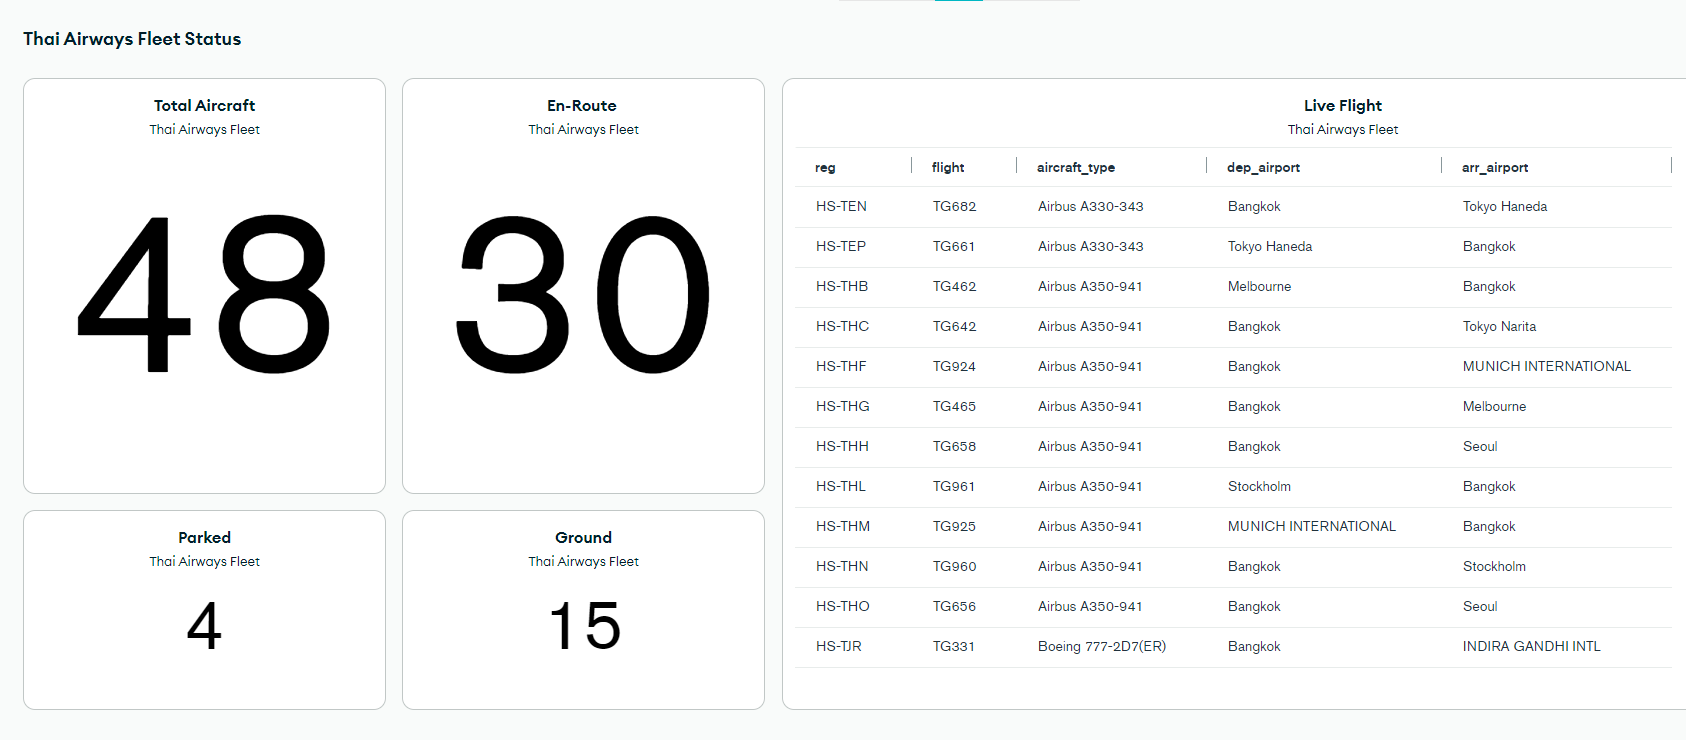 Thai Airways Fleet Status
Total Aircraft
Thai Airways Fleet
48
En-Route
Thai Airways Fleet
30
Parked
Thai Airways Fleet
4
Ground
Thai Airways Fleet
15
Live Flight
Thai Airways Fleet
reg flight aircraft_type dep_airport arr_airport
HS-TEN TG682 Airbus A330-343 Bangkok Tokyo Haneda
HS-TEP TG661 Airbus A330-343 Tokyo Haneda Bangkok
HS-THB TG462 Airbus A350-941 Melbourne Bangkok
HS-THC TG642 Airbus A350-941 Bangkok Tokyo Narita
HS-THF TG924 Airbus A350-941 Bangkok MUNICH INTERNATIONAL
HS-THG TG465 Airbus A350-941 Bangkok Melbourne
HS-THH TG658 Airbus A350-941 Bangkok Seoul
HS-THL TG961 Airbus A350-941 Stockholm Bangkok
HS-THM TG925 Airbus A350-941 MUNICH INTERNATIONAL Bangkok
HS-THN TG960 Airbus A350-941 Bangkok Stockholm
HS-THO TG656 Airbus A350-941 Bangkok Seoul
HS-TJR TG331 Boeing 777-2D7(ER) Bangkok INDIRA GANDHI INTL